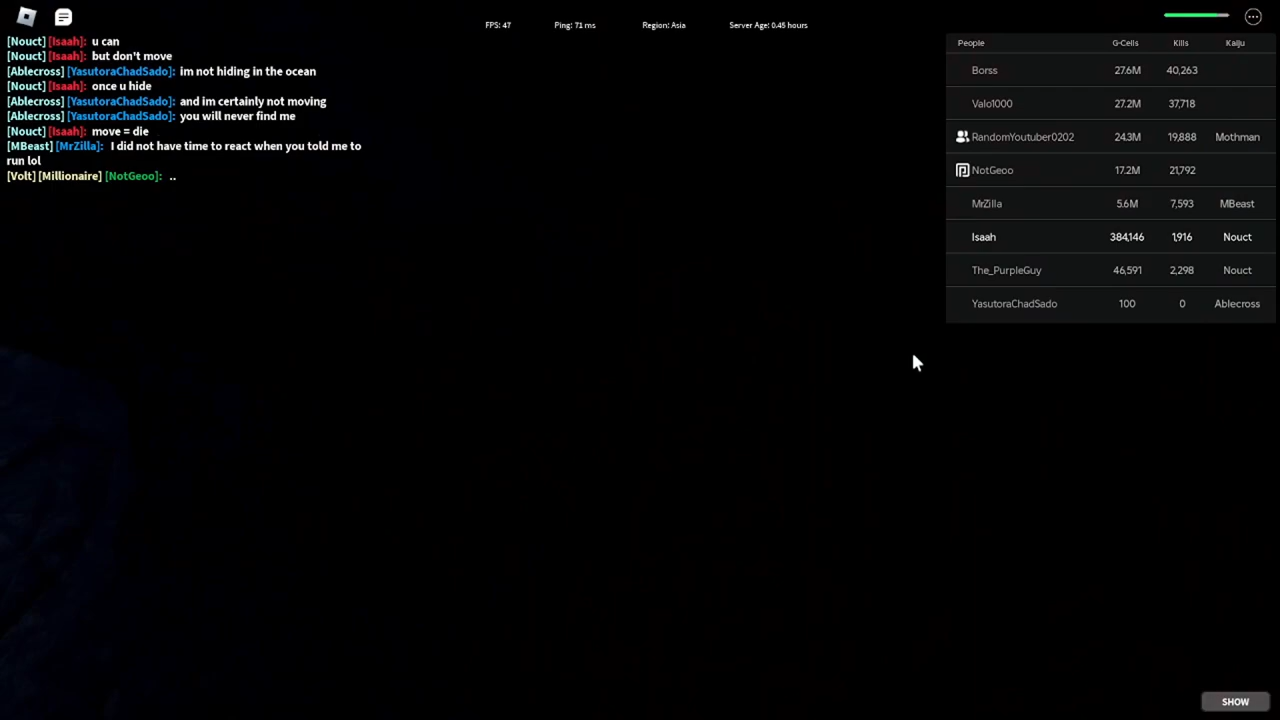 FPS: 47 Ping: 71 ms Region: Asia Server Age: 0.45 hours
[Nouct] [Isaah]: u can
[Nouct] [Isaah]: but don't move
[Ablecross] [YasutoraChadSado]: im not hiding in the ocean
[Nouct] [Isaah]: once u hide
[Ablecross] [YasutoraChadSado]: and im certainly not moving
[Ablecross] [YasutoraChadSado]: you will never find me
[Nouct] [Isaah]: move = die
[MBeast] [MrZilla]: I did not have time to react when you told me to
run lol
[Volt] [Millionaire] [NotGeoo]: ..
People G-Cells Kills Kaiju
Borss 27.6M 40,263
Valo1000 27.2M 37,718
RandomYoutuber0202 24.3M 19,888 Mothman
NotGeoo 17.2M 21,792
MrZilla 5.6M 7,593 MBeast
Isaah 384,146 1,916 Nouct
The_PurpleGuy 46,591 2,298 Nouct
YasutoraChadSado 100 0 Ablecross
SHOW